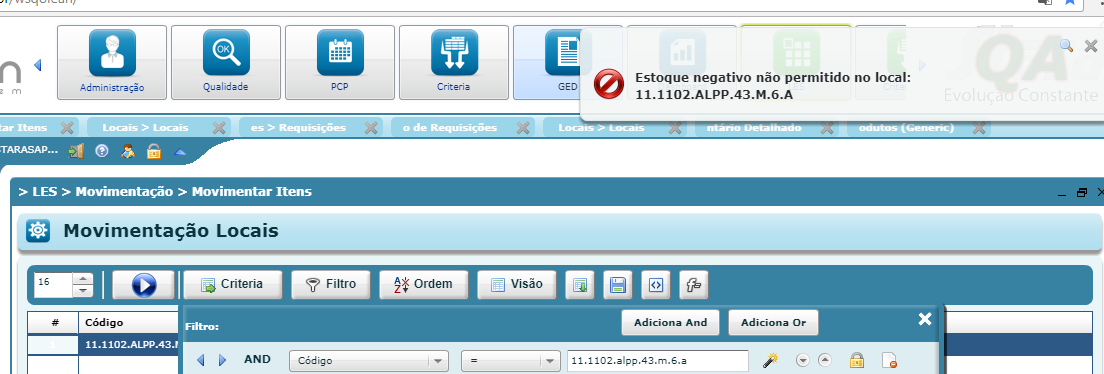 Administração
Qualidade
PCP
Criteria
GED
Estoque negativo não permitido no local:
11.1102.ALPP.43.M.6.A
QA
Evolução Constante
tar Itens
Locais > Locais
es > Requisições
o de Requisições
Locais > Locais
ntário Detalhado
odutos (Generic)
STARASAP...
> LES > Movimentação > Movimentar Itens
Movimentação Locais
16
Criteria
Filtro
Ordem
Visão
# Código
11.1102.ALPP.43.M
Filtro:
Adiciona And
Adiciona Or
AND
Código
=
11.1102.alpp.43.m.6.a